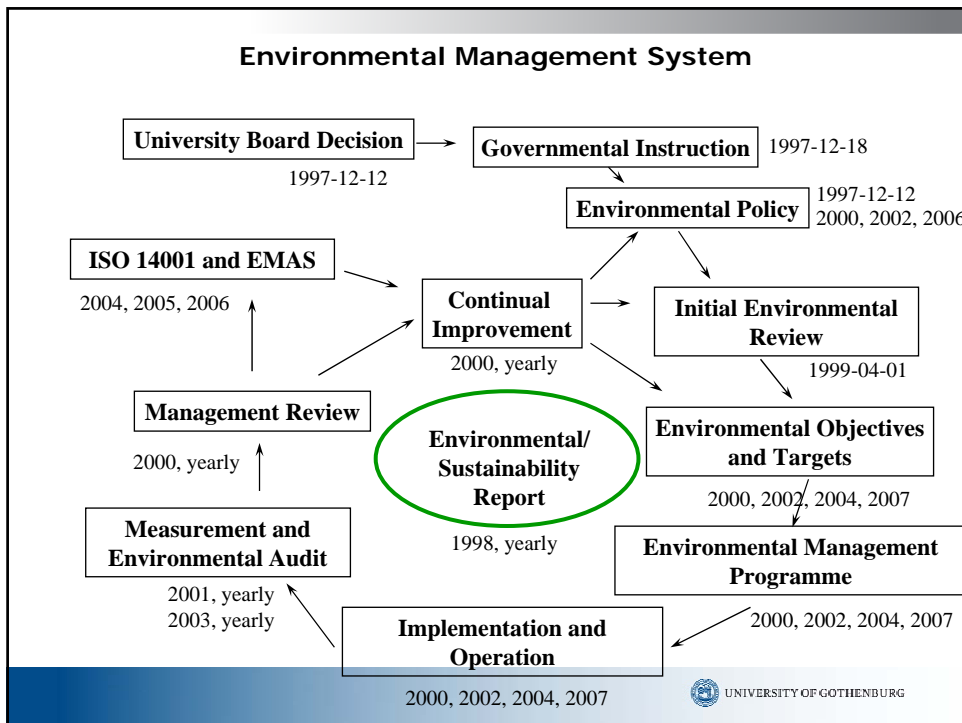 Environmental Management System
University Board Decision
1997-12-12
Governmental Instruction
1997-12-18
Environmental Policy
1997-12-12
2000, 2002, 2006
ISO 14001 and EMAS
2004, 2005, 2006
Continual
Improvement
2000, yearly
Initial Environmental
Review
1999-04-01
Management Review
2000, yearly
Environmental/
Sustainability
Report
1998, yearly
Environmental Objectives
and Targets
2000, 2002, 2004, 2007
Measurement and
Environmental Audit
2001, yearly
2003, yearly
Environmental Management
Programme
2000, 2002, 2004, 2007
Implementation and
Operation
2000, 2002, 2004, 2007
UNIVERSITY OF GOTHENBURG